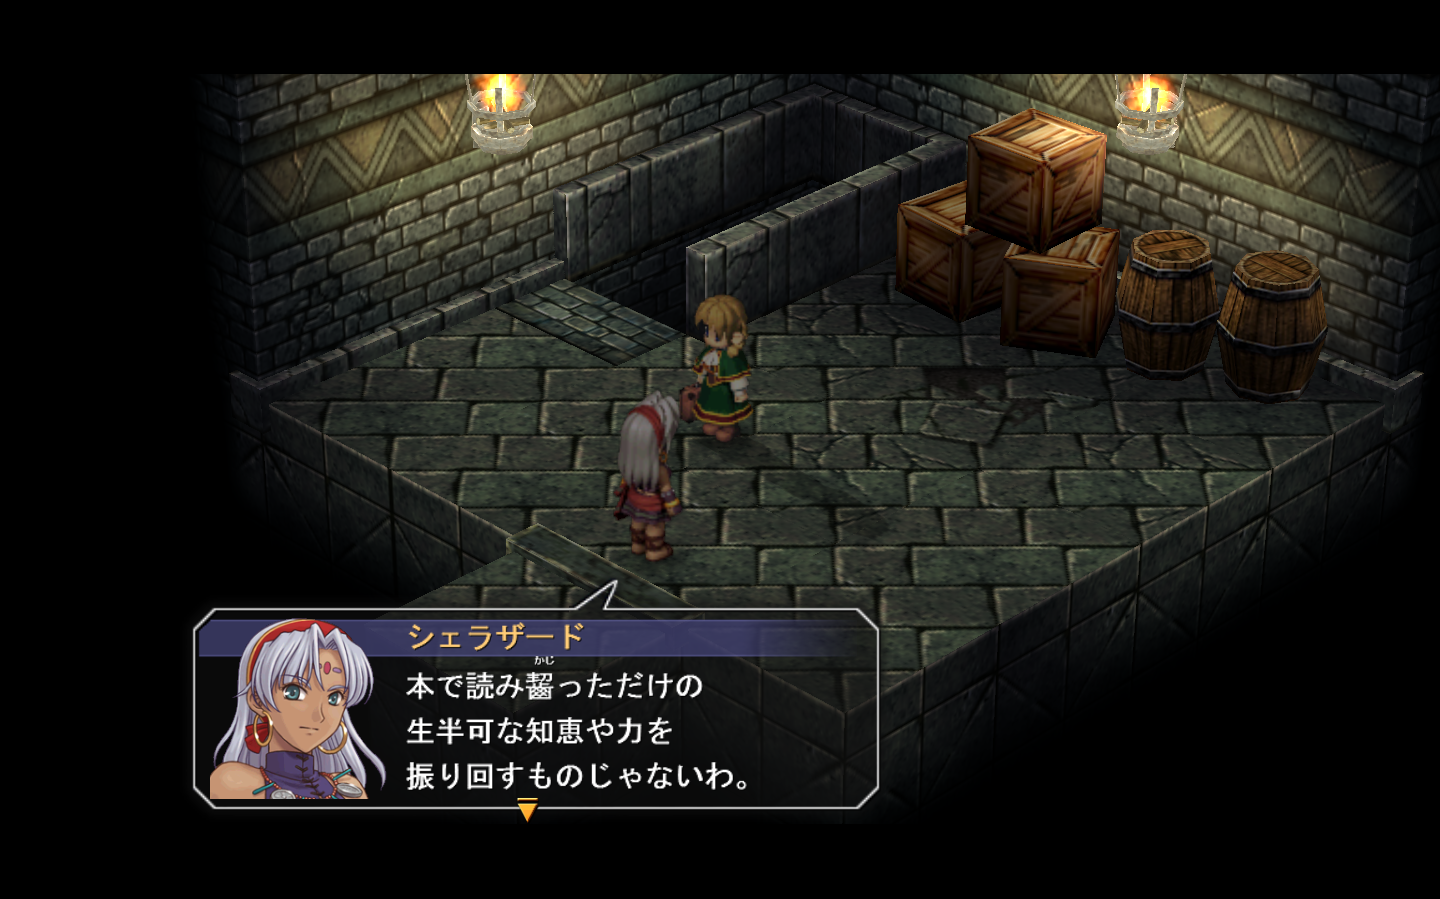 シェラザード
かじ
本で読み齧っただけの
生半可な知恵や力を
振り回すものじゃないわ。